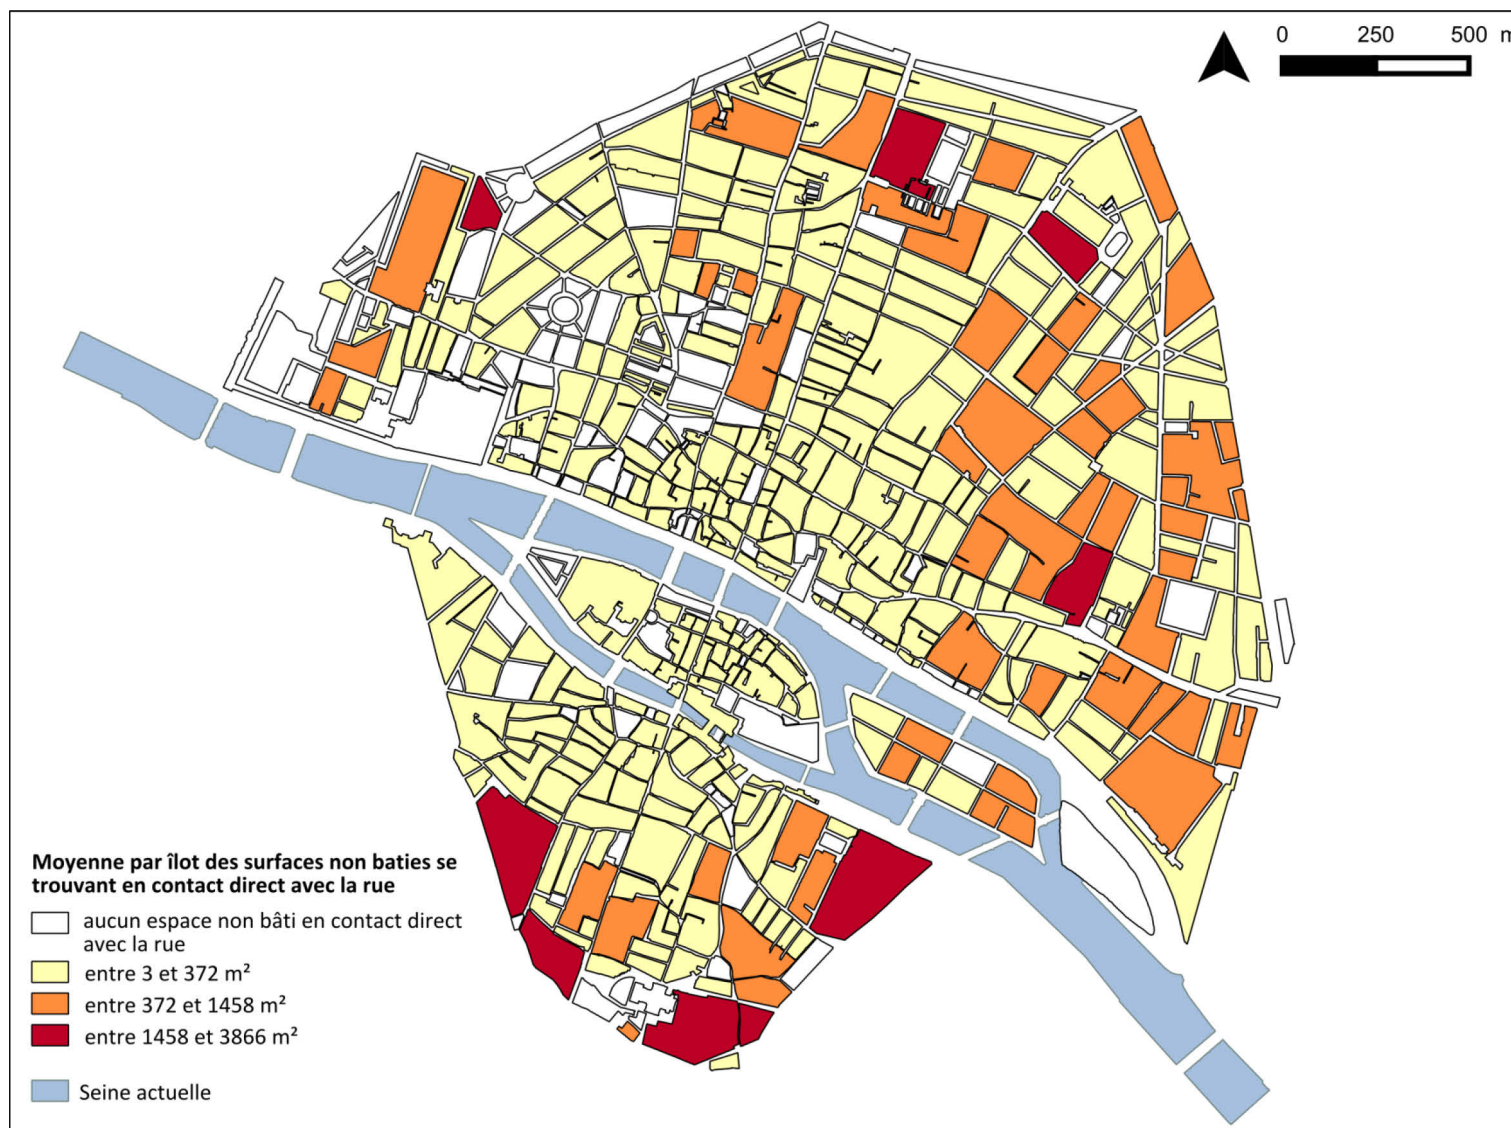 0 250 500 m
Moyenne par îlot des surfaces non baties se
trouvant en contact direct avec la rue
aucun espace non bâti en contact direct
avec la rue
entre 3 et 372 m²
entre 372 et 1458 m²
entre 1458 et 3866 m²
Seine actuelle